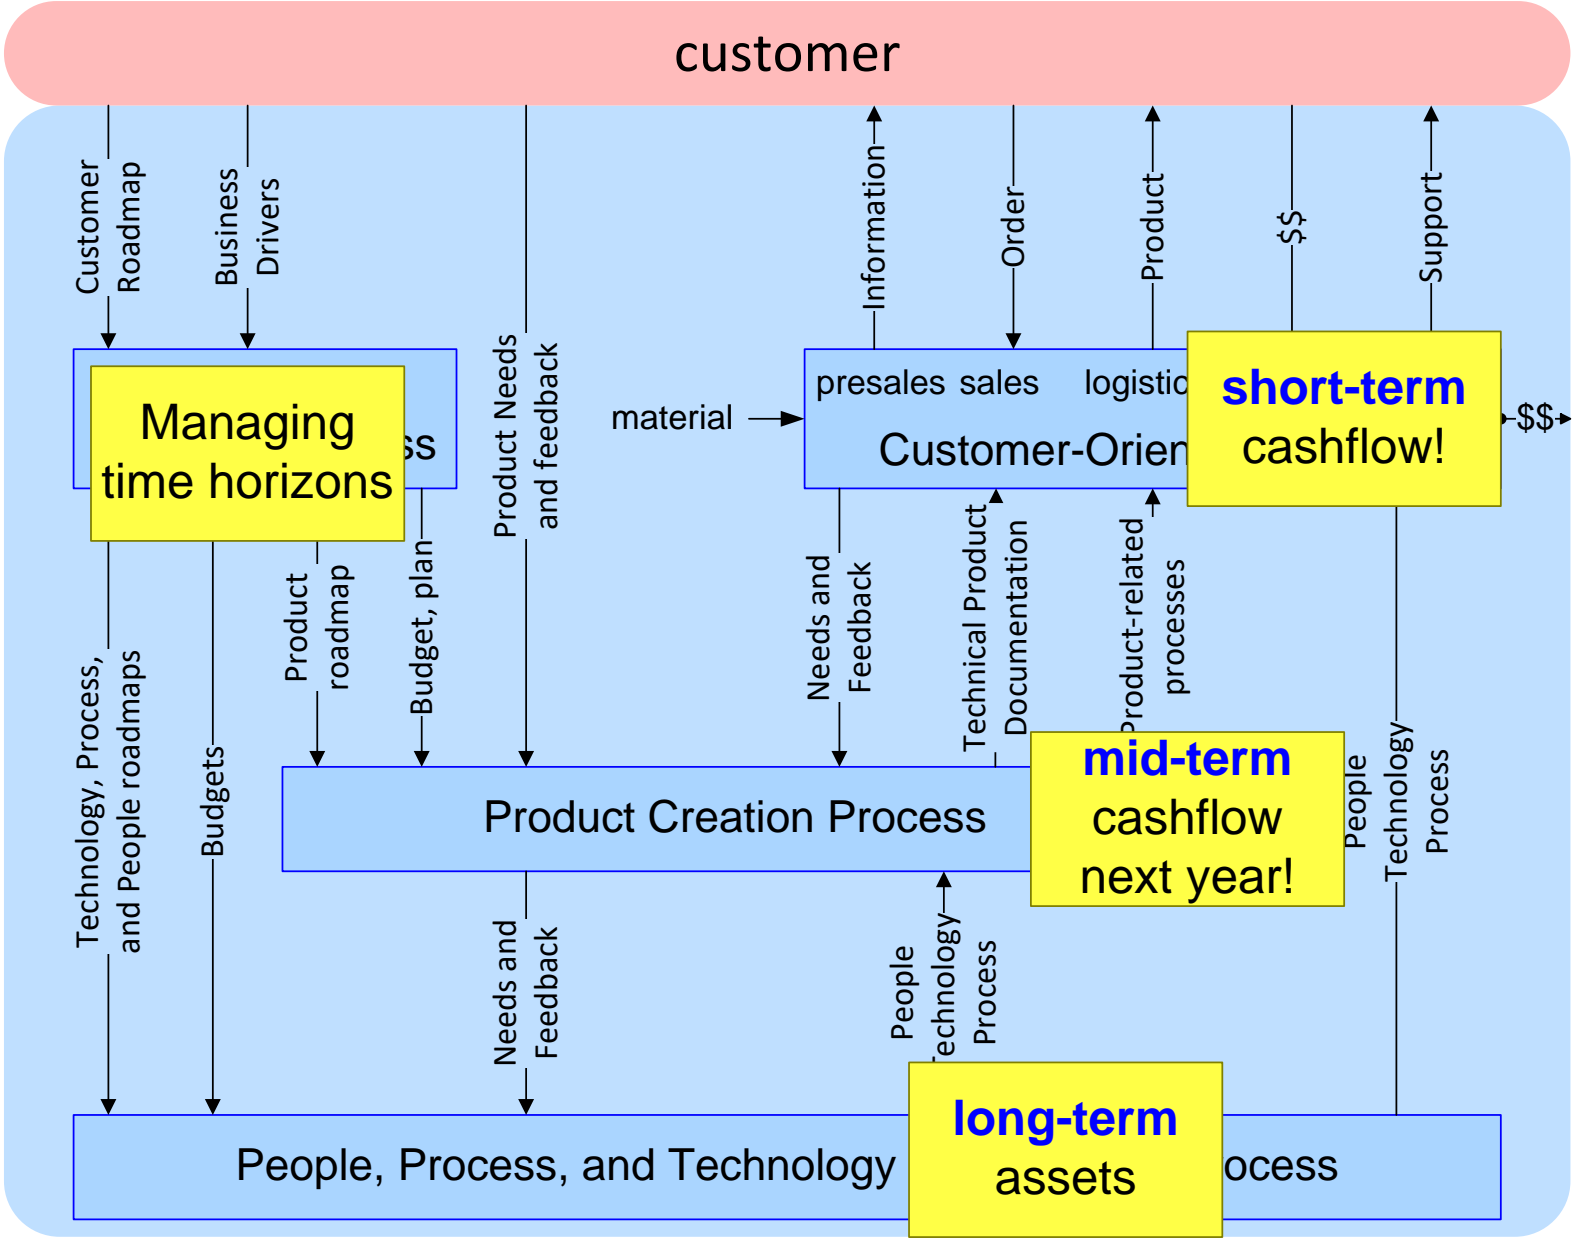 customer
Customer
Roadmap
Business
Drivers
Product Needs
and feedback
Information
Order
Product
$$
Support
Managing
time horizons
ss
material
presales sales logistic
Customer-Orien
short-term
cashflow!
$$
Technology, Process,
and People roadmaps
Budgets
Product
roadmap
Budget, plan
Needs and
Feedback
Technical Product
Documentation
Product-related
processes
People
Technology
Process
Product Creation Process
mid-term
cashflow
next year!
Needs and
Feedback
People
Technology
Process
People, Process, and Technology
long-term
assets
ocess